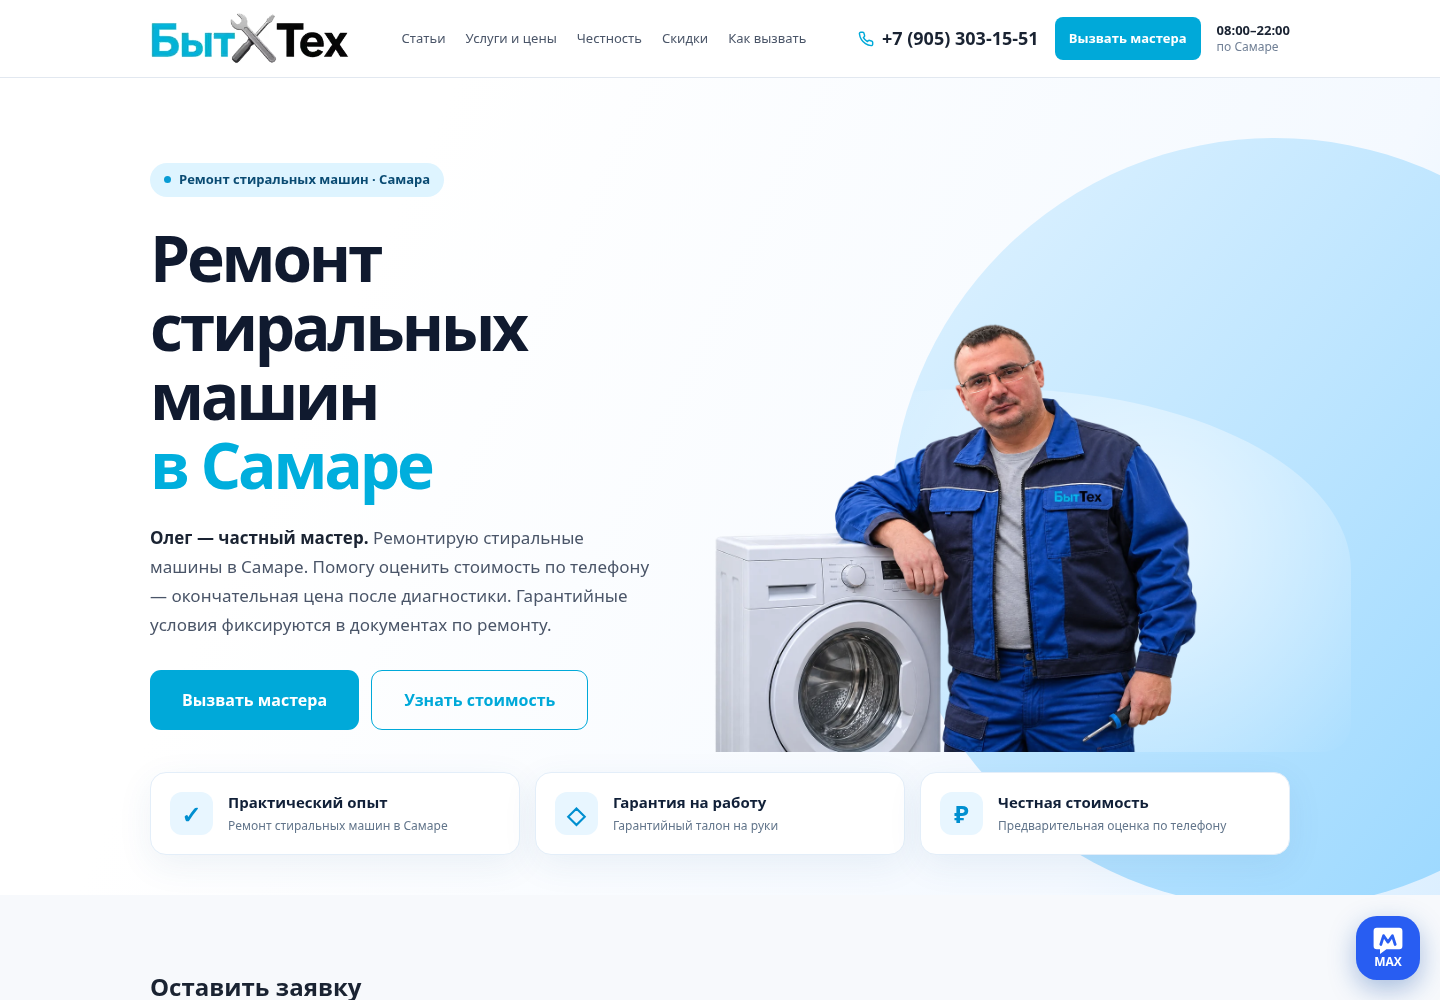 БытТех
Статьи
Услуги и цены
Честность
Скидки
Как вызвать
+7 (905) 303-15-51
Вызвать мастера
08:00–22:00
по Самаре
Ремонт стиральных машин · Самара
Ремонт
стиральных
машин
в Самаре
Олег — частный мастер. Ремонтирую стиральные
машины в Самаре. Помогу оценить стоимость по телефону
— окончательная цена после диагностики. Гарантийные
условия фиксируются в документах по ремонту.
Вызвать мастера
Узнать стоимость
БытТех
✓
Практический опыт
Ремонт стиральных машин в Самаре
◇
Гарантия на работу
Гарантийный талон на руки
₽
Честная стоимость
Предварительная оценка по телефону
Оставить заявку
MAX